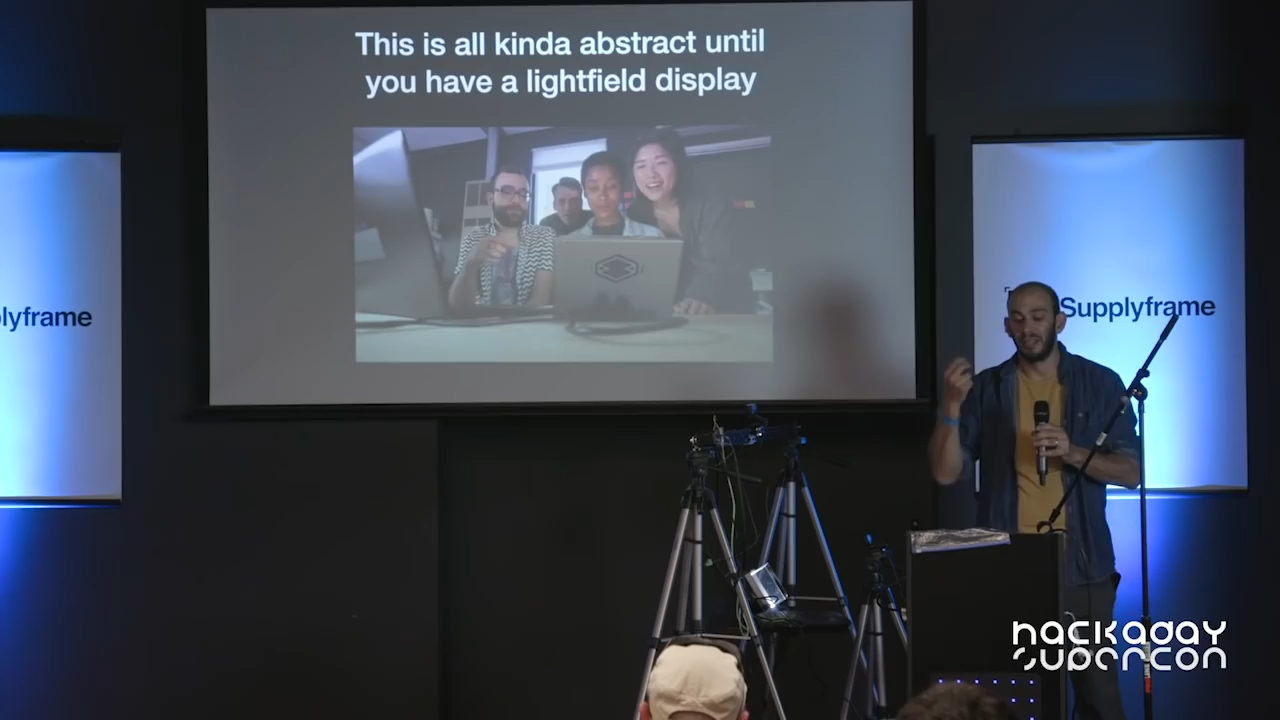 This is all kinda abstract until
you have a lightfield display
lyframe
Supplyframe
hackaday
supercon